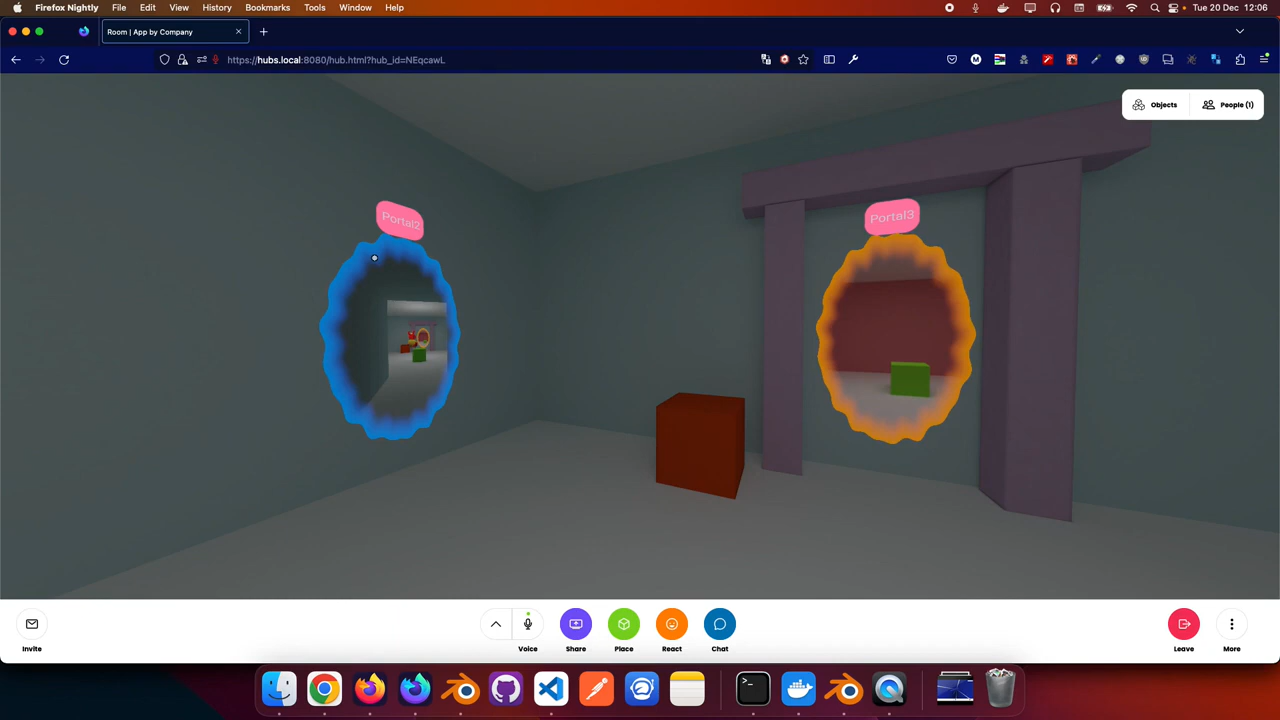 Firefox Nightly File Edit View History Bookmarks Tools Window Help Tue 20 Dec 12:06
Room | App by Company
https://hubs.local:8080/hub.html?hub_id=NEqcawL
Objects People (1)
Portal2 Portal3
Invite Voice Share Place React Chat Leave More